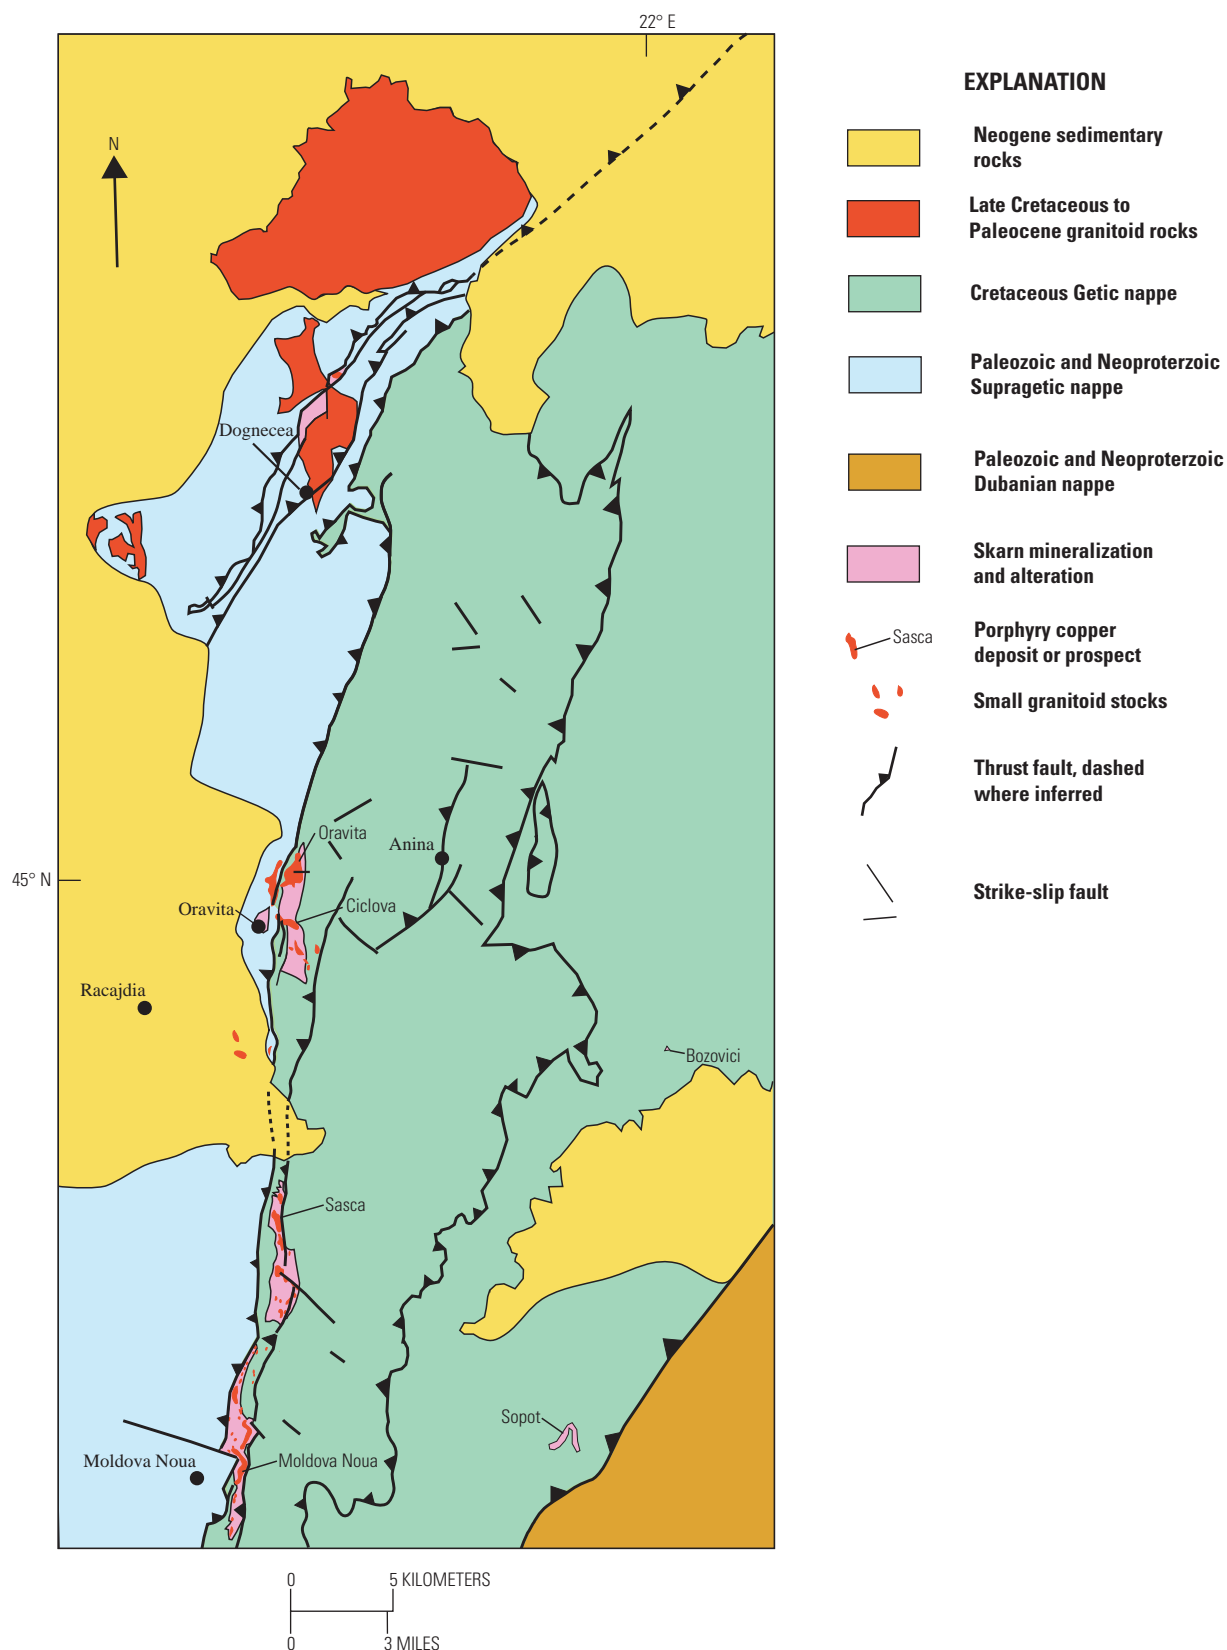 22° E
N
Dognecea
Oravita
Anina
45° N
Ciclova
Oravita
Racajdia
Bozovici
Sasca
Sopot
Moldova Noua
Moldova Noua
0
5 KILOMETERS
0
3 MILES
EXPLANATION
Neogene sedimentary
rocks
Late Cretaceous to
Paleocene granitoid rocks
Cretaceous Getic nappe
Paleozoic and Neoproterzoic
Supragetic nappe
Paleozoic and Neoproterzoic
Dubanian nappe
Skarn mineralization
and alteration
Sasca
Porphyry copper
deposit or prospect
Small granitoid stocks
Thrust fault, dashed
where inferred
Strike-slip fault